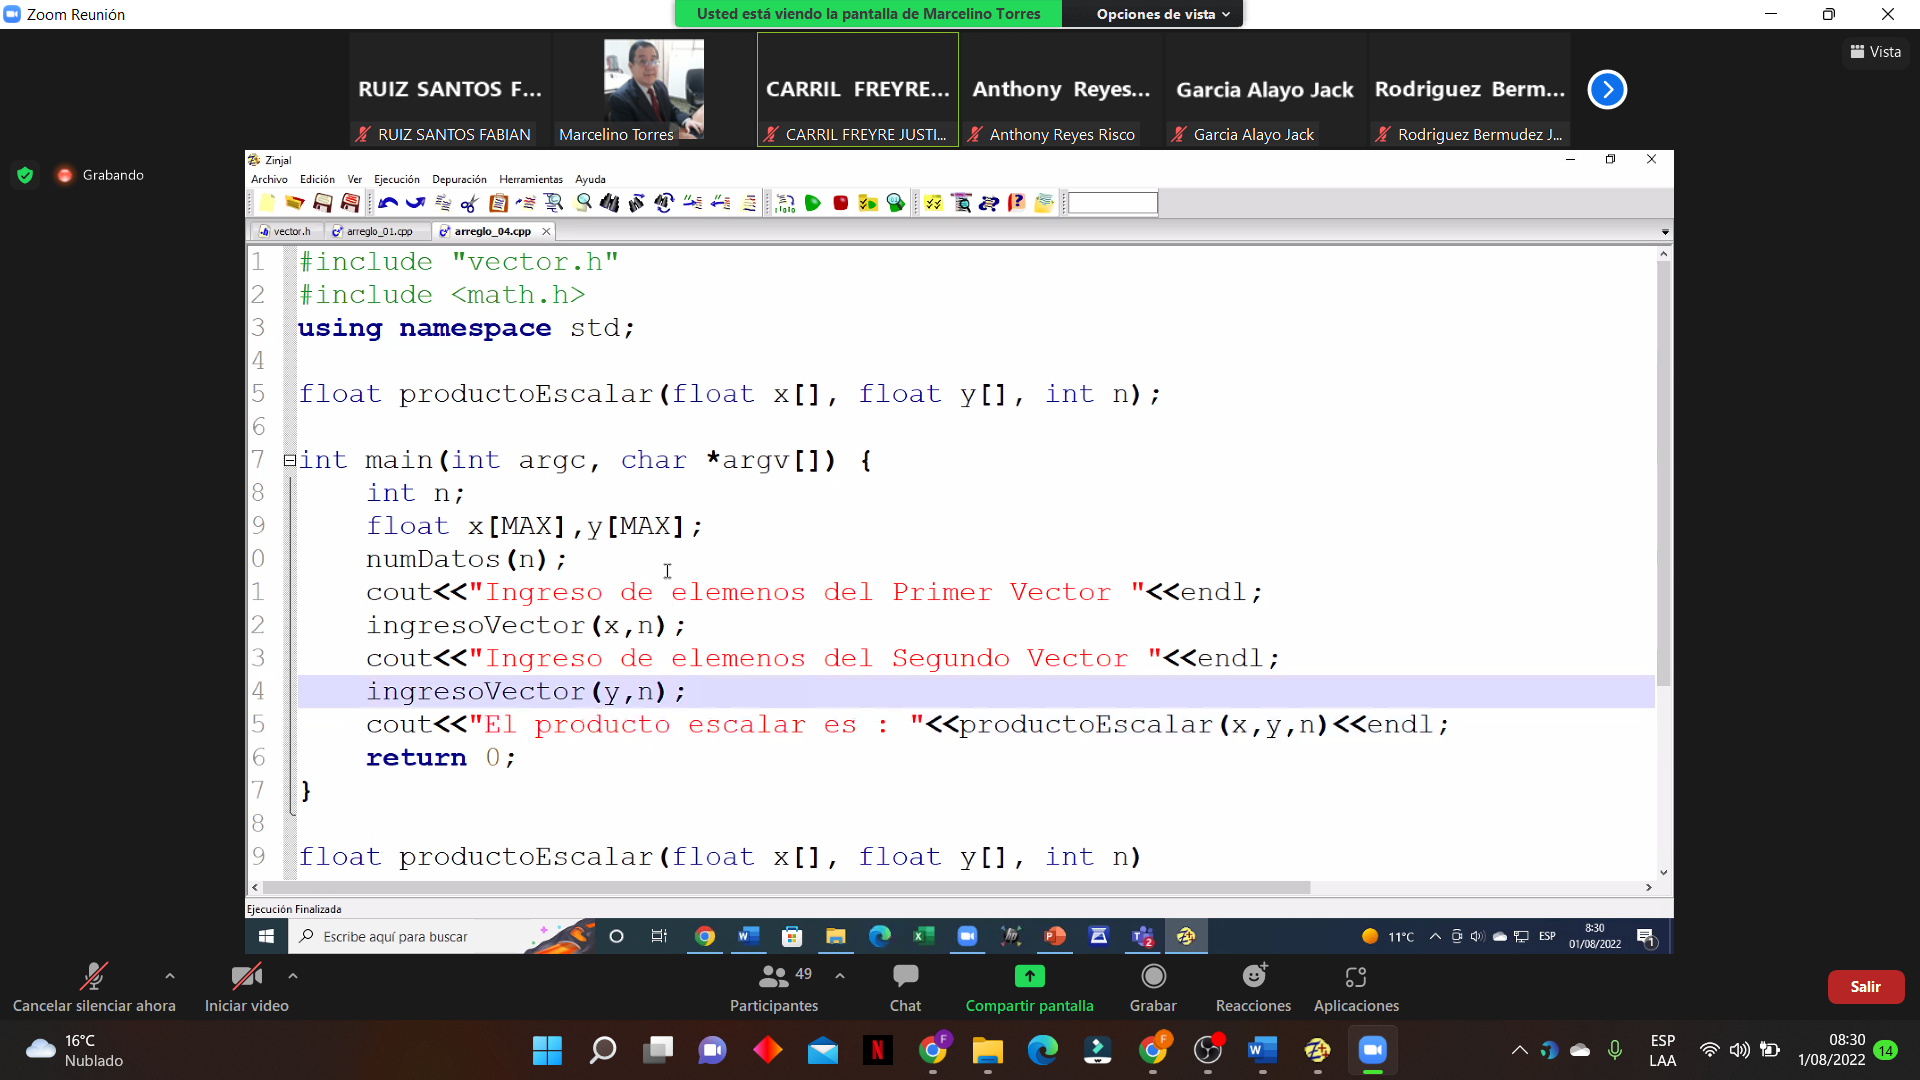 Zoom Reunión
Usted está viendo la pantalla de Marcelino Torres
Opciones de vista
Vista
RUIZ SANTOS F...
CARRIL FREYRE...
Anthony Reyes...
Garcia Alayo Jack
Rodriguez Berm...
RUIZ SANTOS FABIAN
Marcelino Torres
CARRIL FREYRE JUSTI...
Anthony Reyes Risco
Garcia Alayo Jack
Rodriguez Bermudez J...
Grabando
Zinjal
Archivo Edición Ver Ejecución Depuración Herramientas Ayuda
vector.h arreglo_01.cpp arreglo_04.cpp
1 #include "vector.h"
2 #include <math.h>
3 using namespace std;
4
5 float productoEscalar(float x[], float y[], int n);
6
7 int main(int argc, char *argv[]) {
8 int n;
9 float x[MAX],y[MAX];
0 numDatos(n);
1 cout<<"Ingreso de elemenos del Primer Vector "<<endl;
2 ingresoVector(x,n);
3 cout<<"Ingreso de elemenos del Segundo Vector "<<endl;
4 ingresoVector(y,n);
5 cout<<"El producto escalar es : "<<productoEscalar(x,y,n)<<endl;
6 return 0;
7 }
8
9 float productoEscalar(float x[], float y[], int n)
Ejecución Finalizada
Escribe aquí para buscar
11°C
ESP
8:30
01/08/2022
1
Cancelar silenciar ahora
Iniciar video
49
Participantes
Chat
Compartir pantalla
Grabar
Reacciones
Aplicaciones
Salir
16°C
Nublado
ESP
LAA
08:30
1/08/2022
14